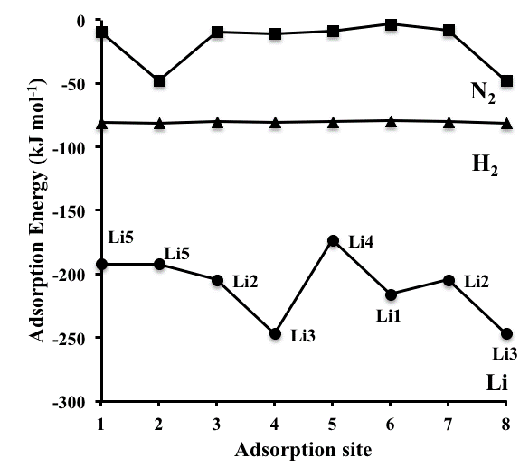 0
-50
N2
-100
H2
-150
Li5
Li5
Li4
-200
Li2
Li2
Li1
-250
Li3
Li3
Li
-300
1 2 3 4 5 6 7 8
Adsorption site
Adsorption Energy (kJ mol-1)